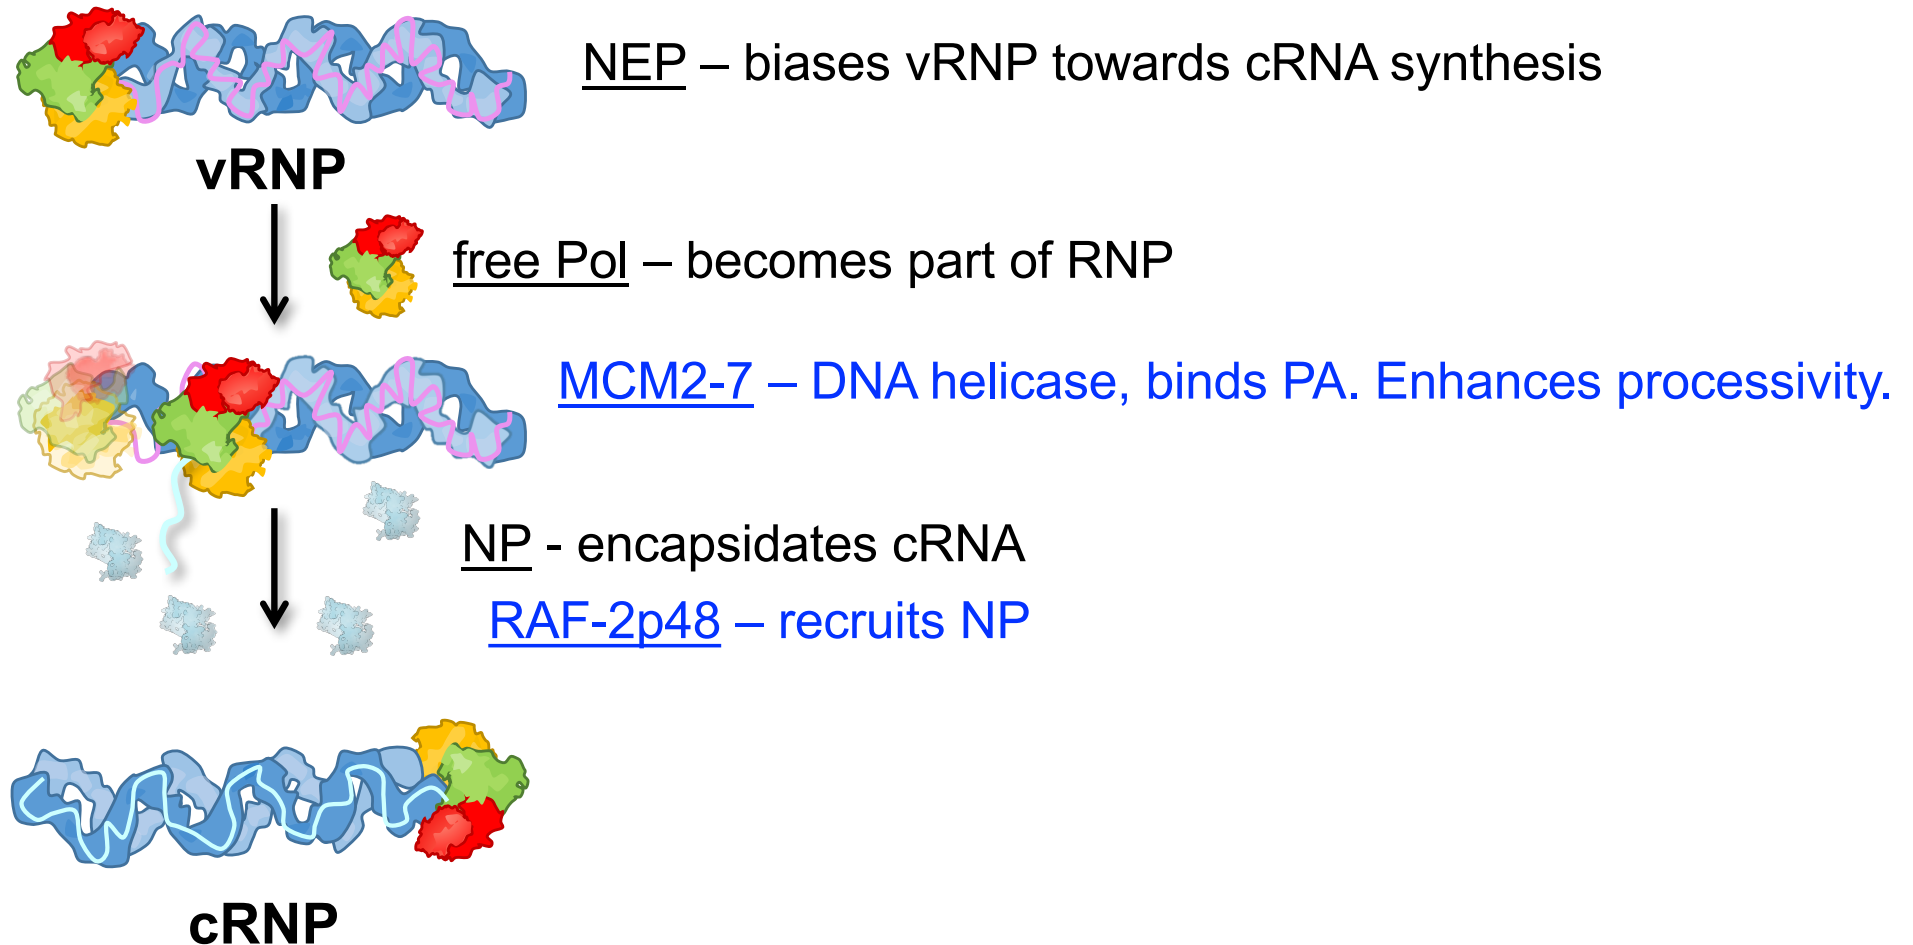 NEP – biases vRNP towards cRNA synthesis
vRNP
free Pol – becomes part of RNP
MCM2-7 – DNA helicase, binds PA. Enhances processivity.
NP - encapsidates cRNA
RAF-2p48 – recruits NP
cRNP